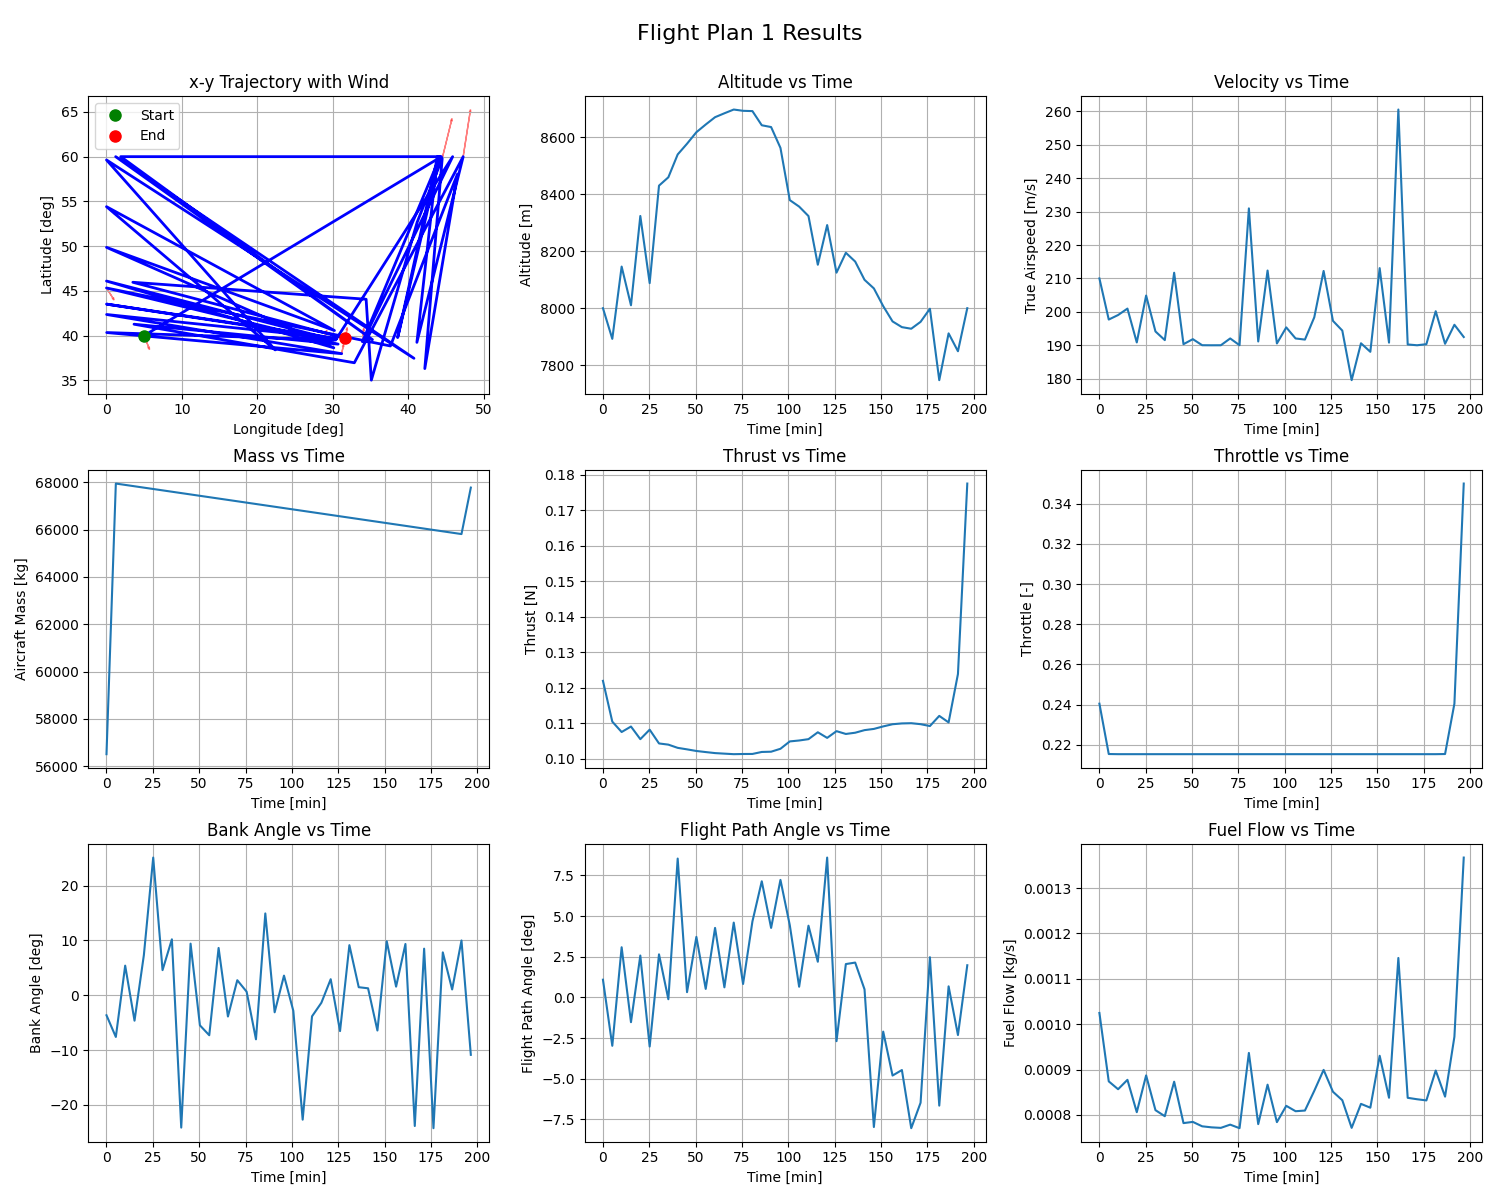 Flight Plan 1 Results
x-y Trajectory with Wind
Start
End
65
60
55
50
45
40
35
Latitude [deg]
0 10 20 30 40 50
Longitude [deg]
Altitude vs Time
8600
8400
8200
8000
7800
Altitude [m]
0 25 50 75 100 125 150 175 200
Time [min]
Velocity vs Time
260
250
240
230
220
210
200
190
180
True Airspeed [m/s]
0 25 50 75 100 125 150 175 200
Time [min]
Mass vs Time
68000
66000
64000
62000
60000
58000
56000
Aircraft Mass [kg]
0 25 50 75 100 125 150 175 200
Time [min]
Thrust vs Time
0.18
0.17
0.16
0.15
0.14
0.13
0.12
0.11
0.10
Thrust [N]
0 25 50 75 100 125 150 175 200
Time [min]
Throttle vs Time
0.34
0.32
0.30
0.28
0.26
0.24
0.22
Throttle [-]
0 25 50 75 100 125 150 175 200
Time [min]
Bank Angle vs Time
20
10
0
−10
−20
Bank Angle [deg]
0 25 50 75 100 125 150 175 200
Time [min]
Flight Path Angle vs Time
7.5
5.0
2.5
0.0
−2.5
−5.0
−7.5
Flight Path Angle [deg]
0 25 50 75 100 125 150 175 200
Time [min]
Fuel Flow vs Time
0.0013
0.0012
0.0011
0.0010
0.0009
0.0008
Fuel Flow [kg/s]
0 25 50 75 100 125 150 175 200
Time [min]